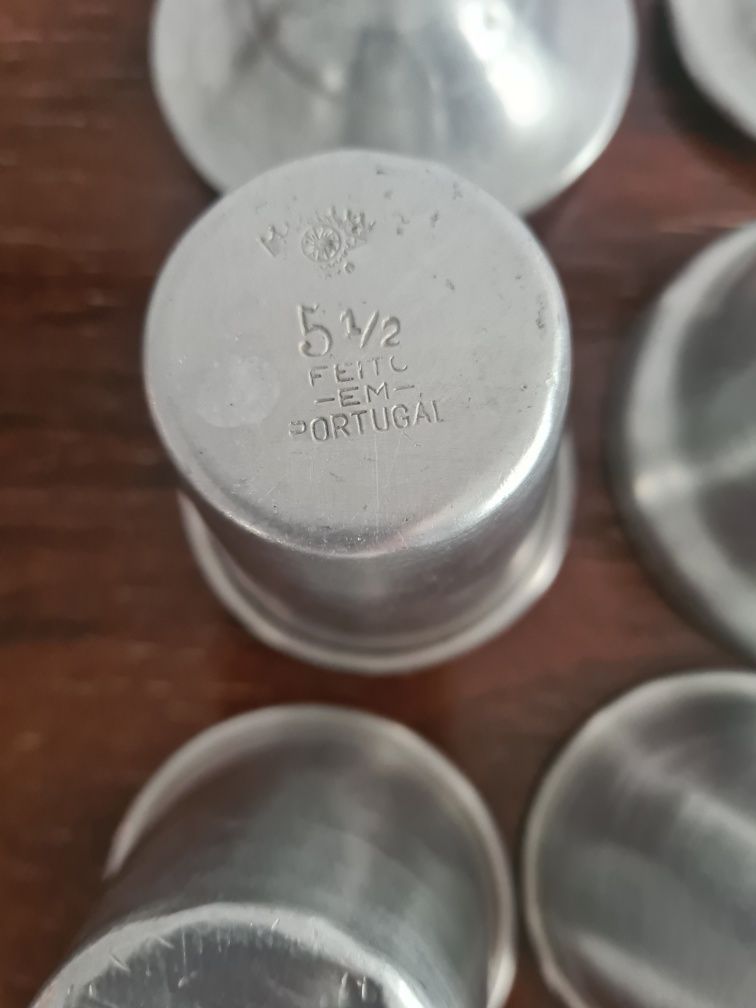 5 1/2
FEITO
-EM-
PORTUGAL